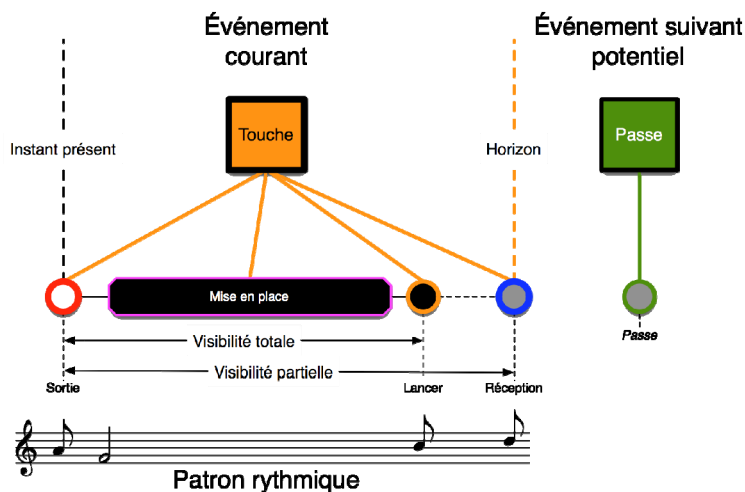 Événement
courant
Événement suivant
potentiel
Touche
Passe
Instant présent
Horizon
Mise en place
Visibilité totale
Passe
Visibilité partielle
Sortie
Lancer
Réception
Patron rythmique